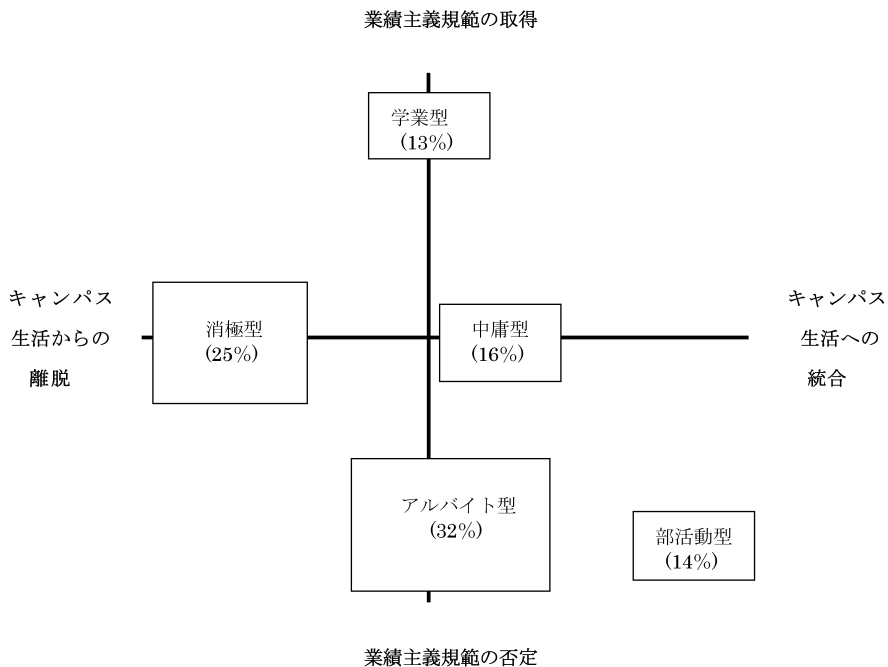 業績主義規範の取得
学業型
(13%)
キャンパス
生活からの
離脱
消極型
(25%)
中庸型
(16%)
キャンパス
生活への
統合
アルバイト型
(32%)
部活動型
(14%)
業績主義規範の否定